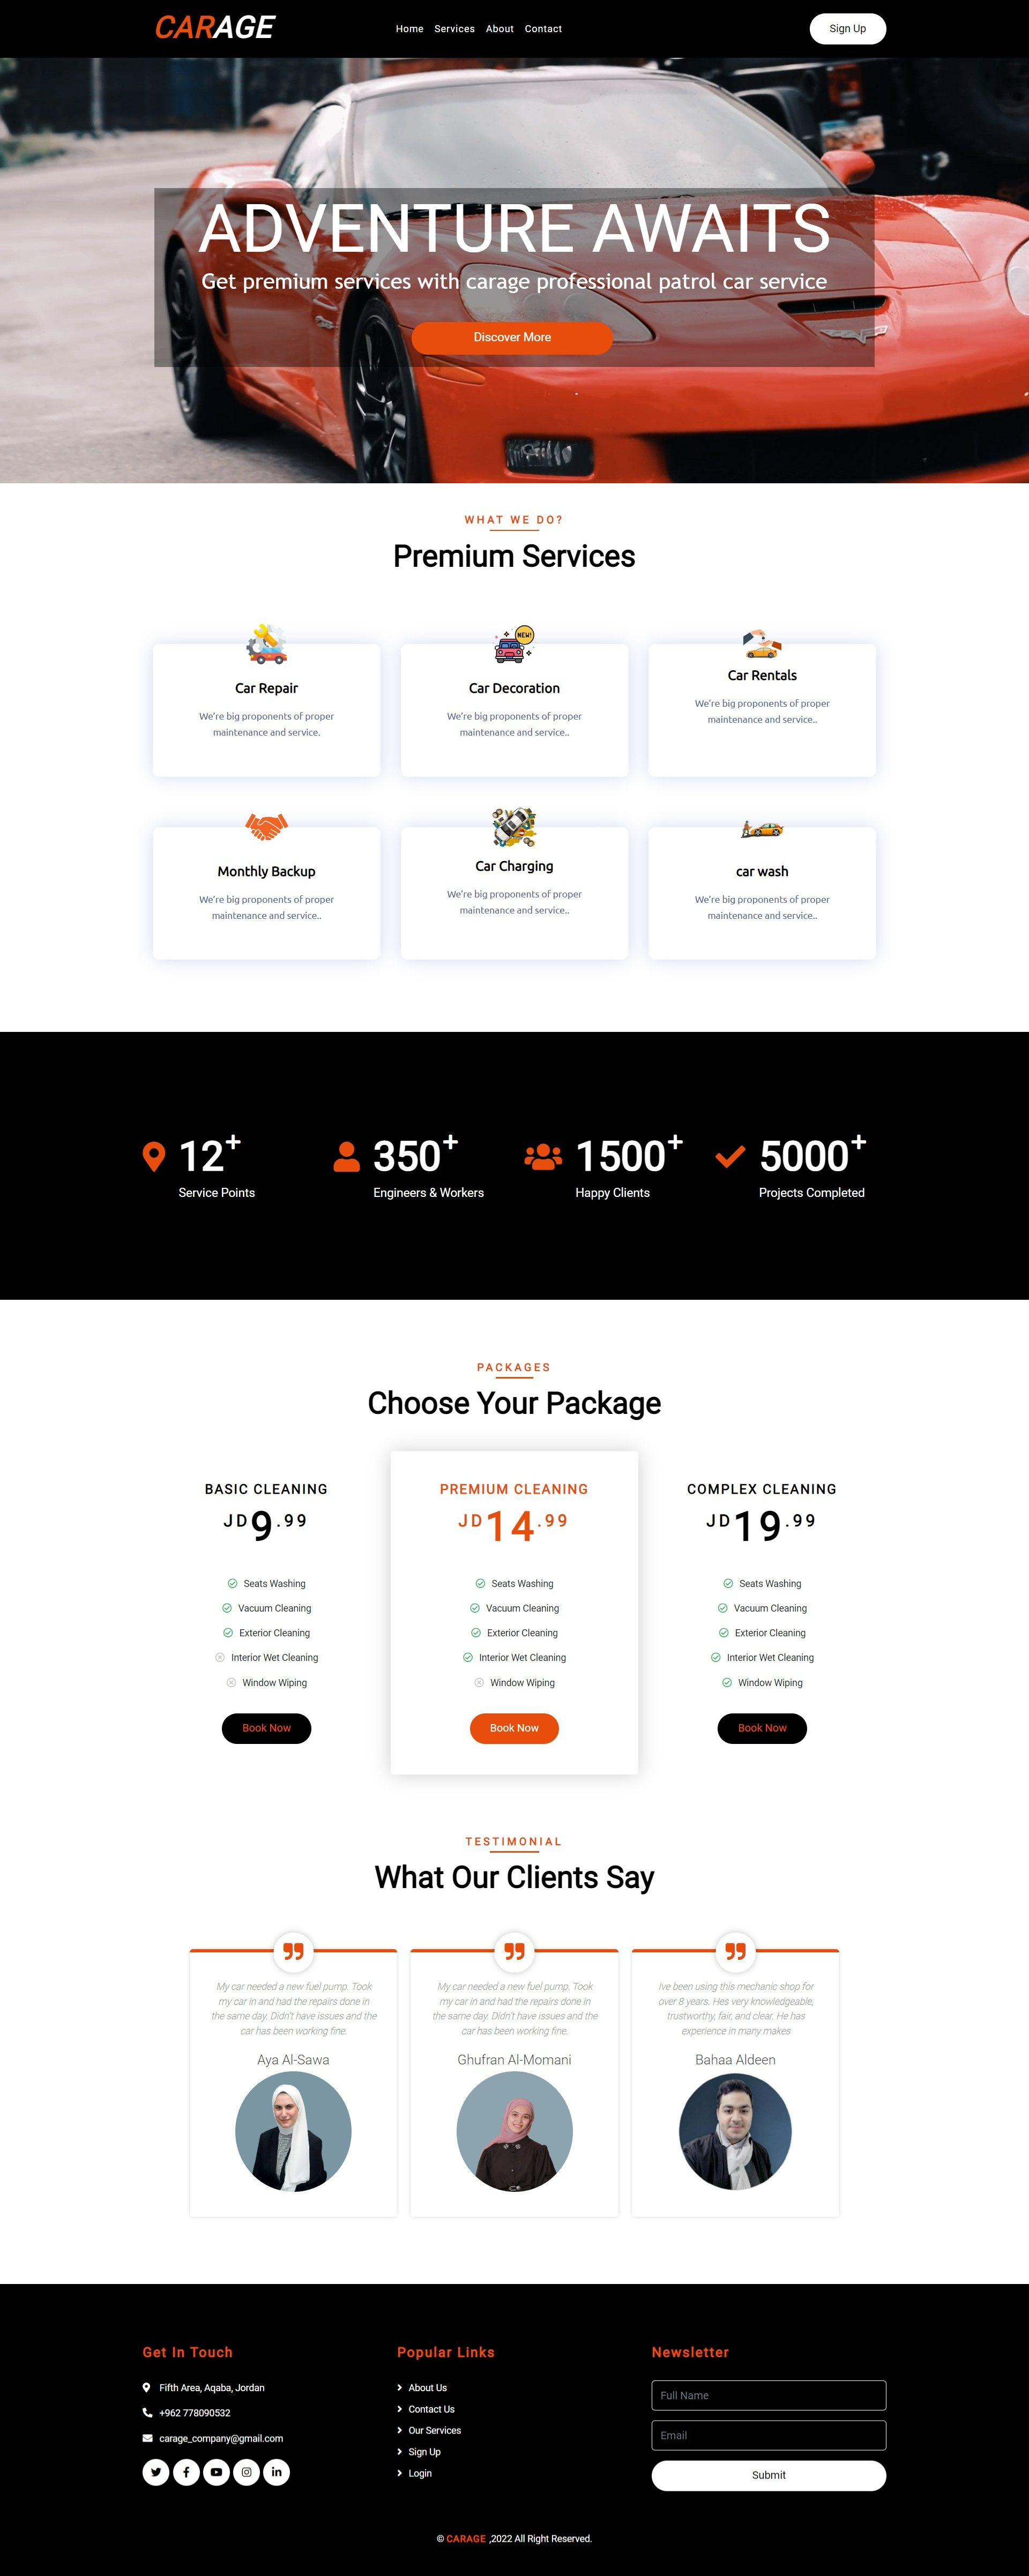 CARAGE
Home Services About Contact
Sign Up
ADVENTURE AWAITS
Get premium services with carage professional patrol car service
Discover More
WHAT WE DO?
Premium Services
NEW!
Car Repair
We're big proponents of proper
maintenance and service.
Car Decoration
We're big proponents of proper
maintenance and service..
Car Rentals
We're big proponents of proper
maintenance and service..
Monthly Backup
We're big proponents of proper
maintenance and service..
Car Charging
We're big proponents of proper
maintenance and service..
car wash
We're big proponents of proper
maintenance and service..
12+
Service Points
350+
Engineers & Workers
1500+
Happy Clients
5000+
Projects Completed
PACKAGES
Choose Your Package
BASIC CLEANING
JD9.99
Seats Washing
Vacuum Cleaning
Exterior Cleaning
Interior Wet Cleaning
Window Wiping
Book Now
PREMIUM CLEANING
JD14.99
Seats Washing
Vacuum Cleaning
Exterior Cleaning
Interior Wet Cleaning
Window Wiping
Book Now
COMPLEX CLEANING
JD19.99
Seats Washing
Vacuum Cleaning
Exterior Cleaning
Interior Wet Cleaning
Window Wiping
Book Now
TESTIMONIAL
What Our Clients Say
My car needed a new fuel pump. Took
my car in and had the repairs done in
the same day. Didn't have issues and the
car has been working fine.
Aya Al-Sawa
My car needed a new fuel pump. Took
my car in and had the repairs done in
the same day. Didn't have issues and the
car has been working fine.
Ghufran Al-Momani
Ive been using this mechanic shop for
over 8 years. Hes very knowledgeable,
trustworthy, fair, and clear. He has
experience in many makes
Bahaa Aldeen
Get In Touch
Fifth Area, Aqaba, Jordan
+962 778090532
carage_company@gmail.com
Popular Links
About Us
Contact Us
Our Services
Sign Up
Login
Newsletter
Full Name
Email
Submit
© CARAGE ,2022 All Right Reserved.